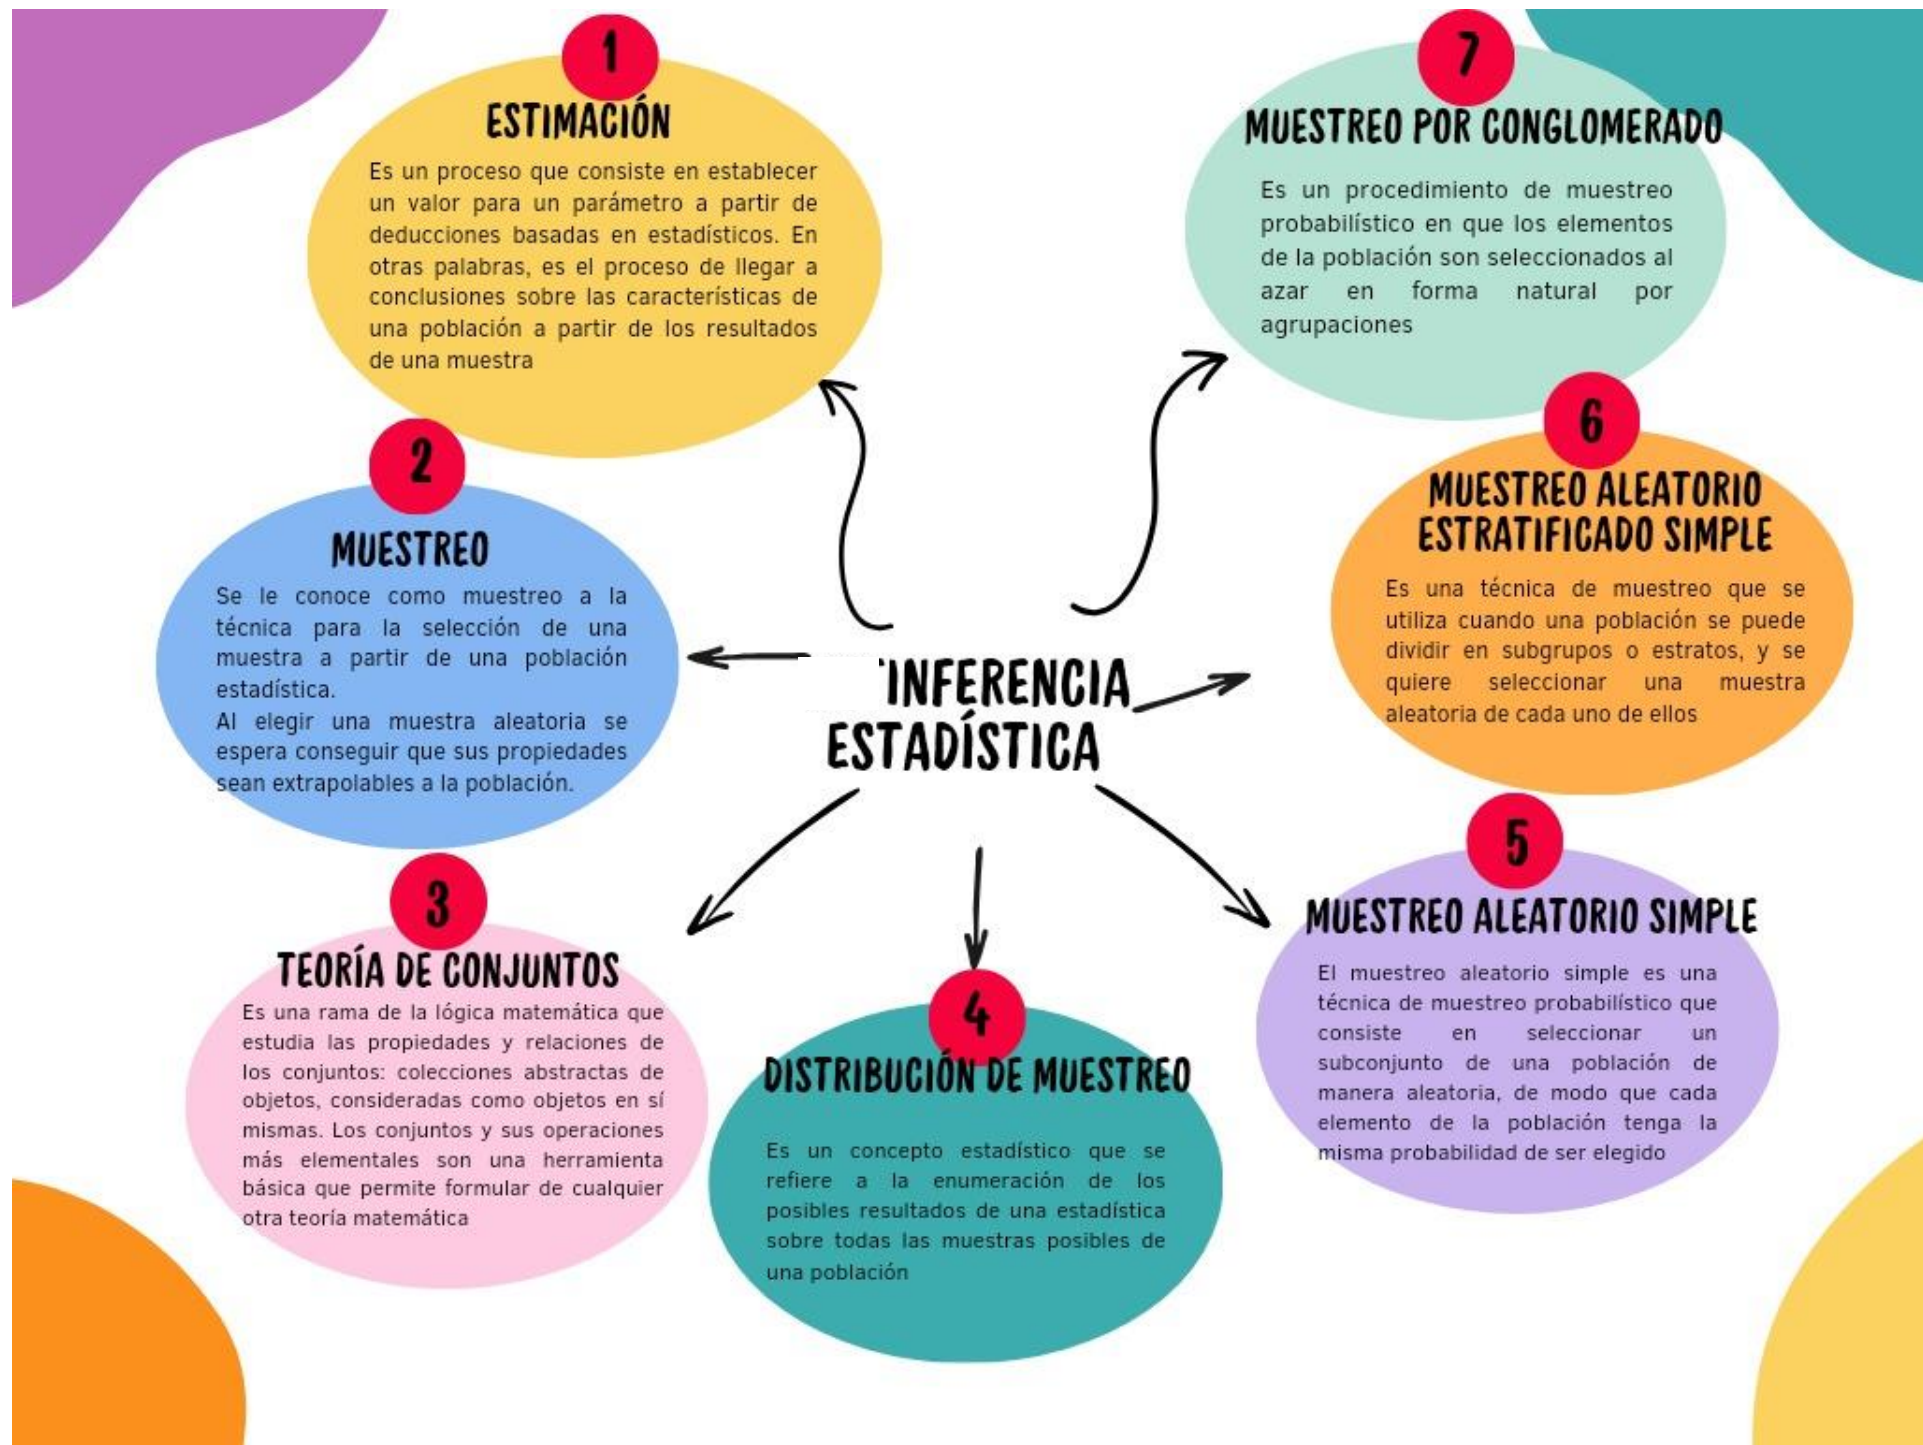 1
ESTIMACIÓN
Es un proceso que consiste en establecer
un valor para un parámetro a partir de
deducciones basadas en estadísticos. En
otras palabras, es el proceso de llegar a
conclusiones sobre las características de
una población a partir de los resultados
de una muestra
2
MUESTREO
Se le conoce como muestreo a la
técnica para la selección de una
muestra a partir de una población
estadística.
Al elegir una muestra aleatoria se
espera conseguir que sus propiedades
sean extrapolables a la población.
3
TEORÍA DE CONJUNTOS
Es una rama de la lógica matemática que
estudia las propiedades y relaciones de
los conjuntos: colecciones abstractas de
objetos, consideradas como objetos en sí
mismas. Los conjuntos y sus operaciones
más elementales son una herramienta
básica que permite formular de cualquier
otra teoría matemática
INFERENCIA
ESTADÍSTICA
4
DISTRIBUCIÓN DE MUESTREO
Es un concepto estadístico que se
refiere a la enumeración de los
posibles resultados de una estadística
sobre todas las muestras posibles de
una población
5
MUESTREO ALEATORIO SIMPLE
El muestreo aleatorio simple es una
técnica de muestreo probabilístico que
consiste en seleccionar un
subconjunto de una población de
manera aleatoria, de modo que cada
elemento de la población tenga la
misma probabilidad de ser elegido
6
MUESTREO ALEATORIO
ESTRATIFICADO SIMPLE
Es una técnica de muestreo que se
utiliza cuando una población se puede
dividir en subgrupos o estratos, y se
quiere seleccionar una muestra
aleatoria de cada uno de ellos
7
MUESTREO POR CONGLOMERADO
Es un procedimiento de muestreo
probabilístico en que los elementos
de la población son seleccionados al
azar en forma natural por
agrupaciones